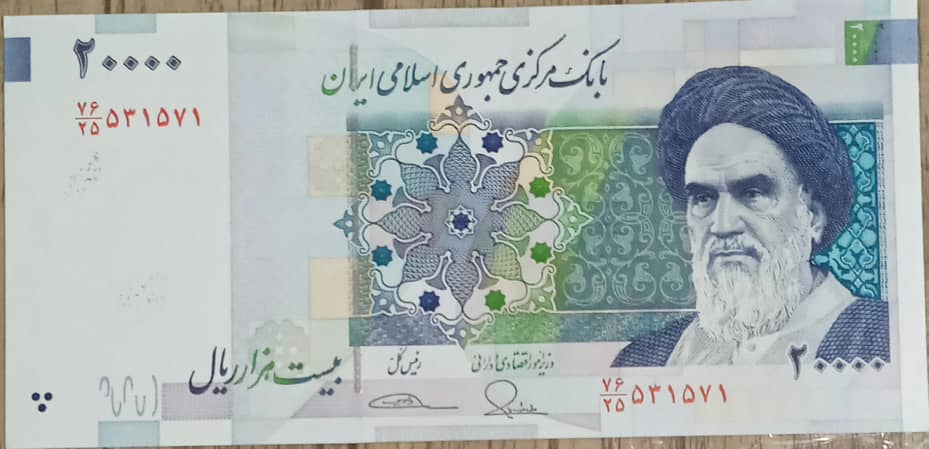 بانک مرکزی جمهوری اسلامی ایران
۲۰۰۰۰
۲۰۰۰۰
۷۶/۲۵ ۵۳۱۵۷۱
بیست هزار ریال
رئیس کل
وزیر امور اقتصادی و دارائی
۲۰۰۰۰
۷۶/۲۵ ۵۳۱۵۷۱